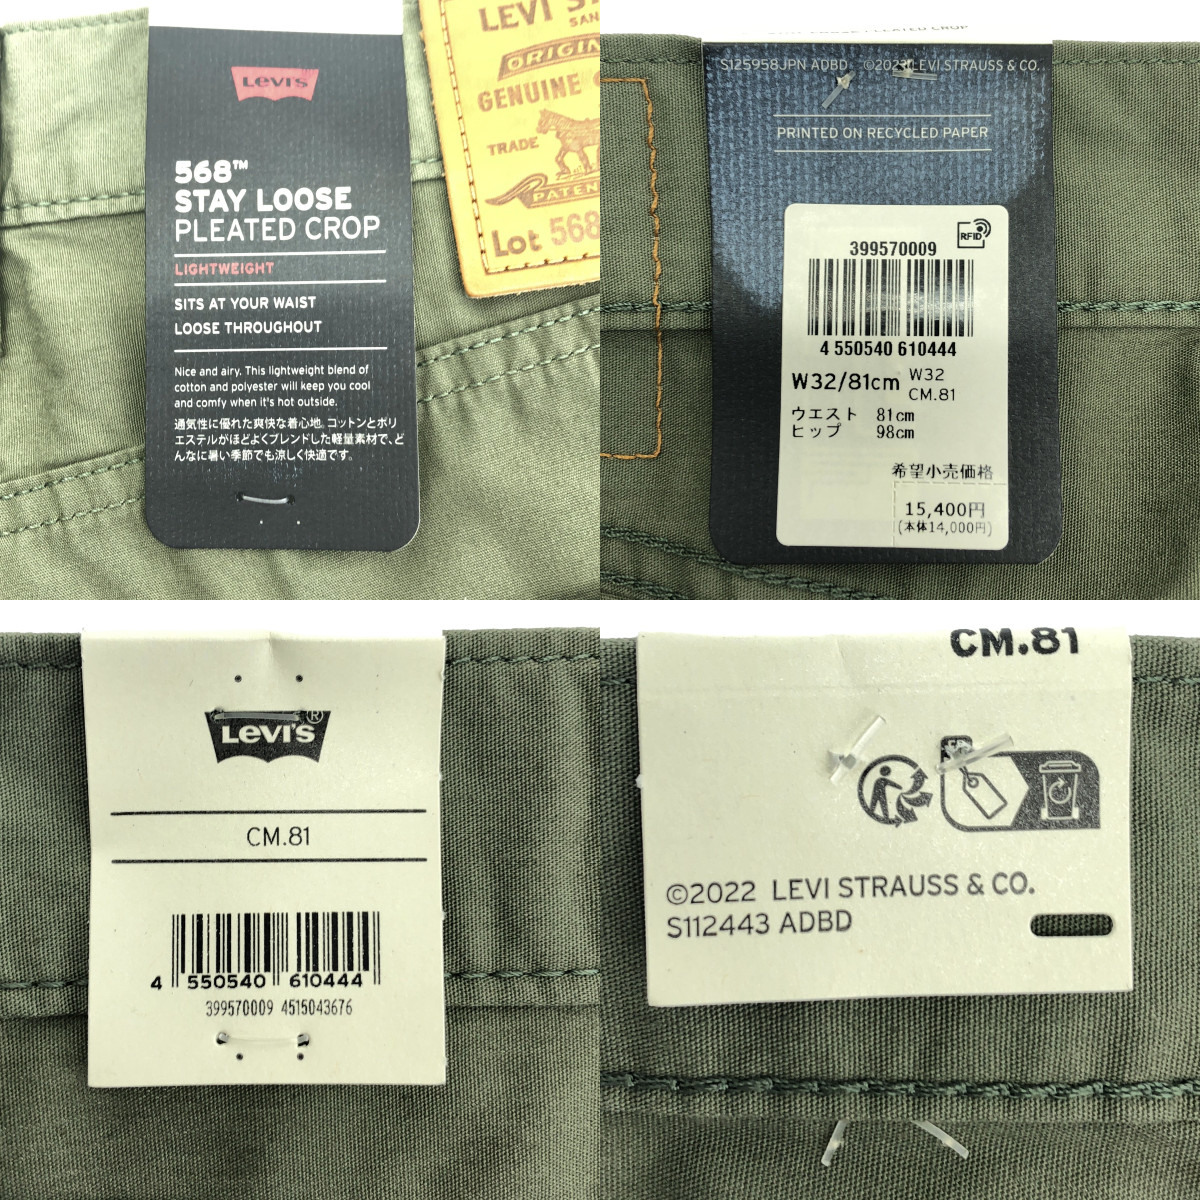 Levi's
568™
STAY LOOSE
PLEATED CROP
LIGHTWEIGHT
SITS AT YOUR WAIST
LOOSE THROUGHOUT
Nice and airy. This lightweight blend of
cotton and polyester will keep you cool
and comfy when it's hot outside.
通気性に優れた爽快な着心地。コットンとポリ
エステルがほどよくブレンドした軽量素材で、ど
んなに暑い季節でも涼しく快適です。
LEVI
ORIGIN
GENUINE
TRADE
PATEN
Lot 568
PLEATED CROP
S125958JPN ADBD ©2023 LEVI STRAUSS & CO.
PRINTED ON RECYCLED PAPER
RFID
399570009
4 550540 610444
W32/81cm W32
CM.81
ウエスト 81cm
ヒップ 98cm
希望小売価格
15,400円
(本体14,000円)
Levi's®
CM.81
4 550540 610444
399570009 4515043676
CM.81
FR
©2022 LEVI STRAUSS & CO.
S112443 ADBD